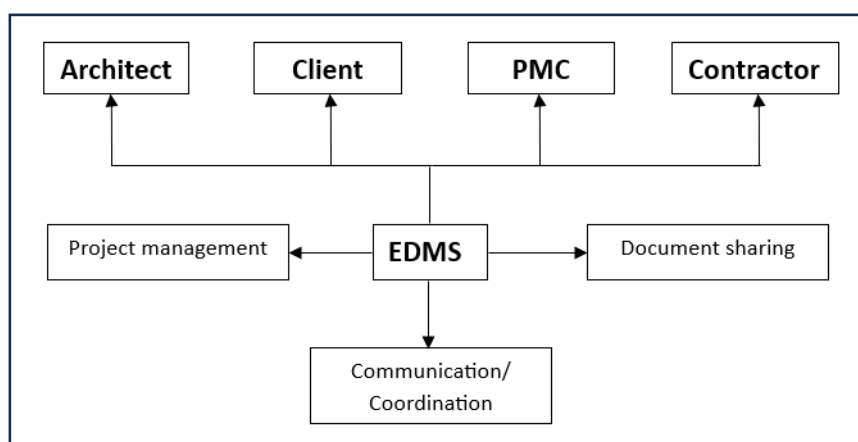 Architect
Client
PMC
Contractor
Project management
EDMS
Document sharing
Communication/
Coordination